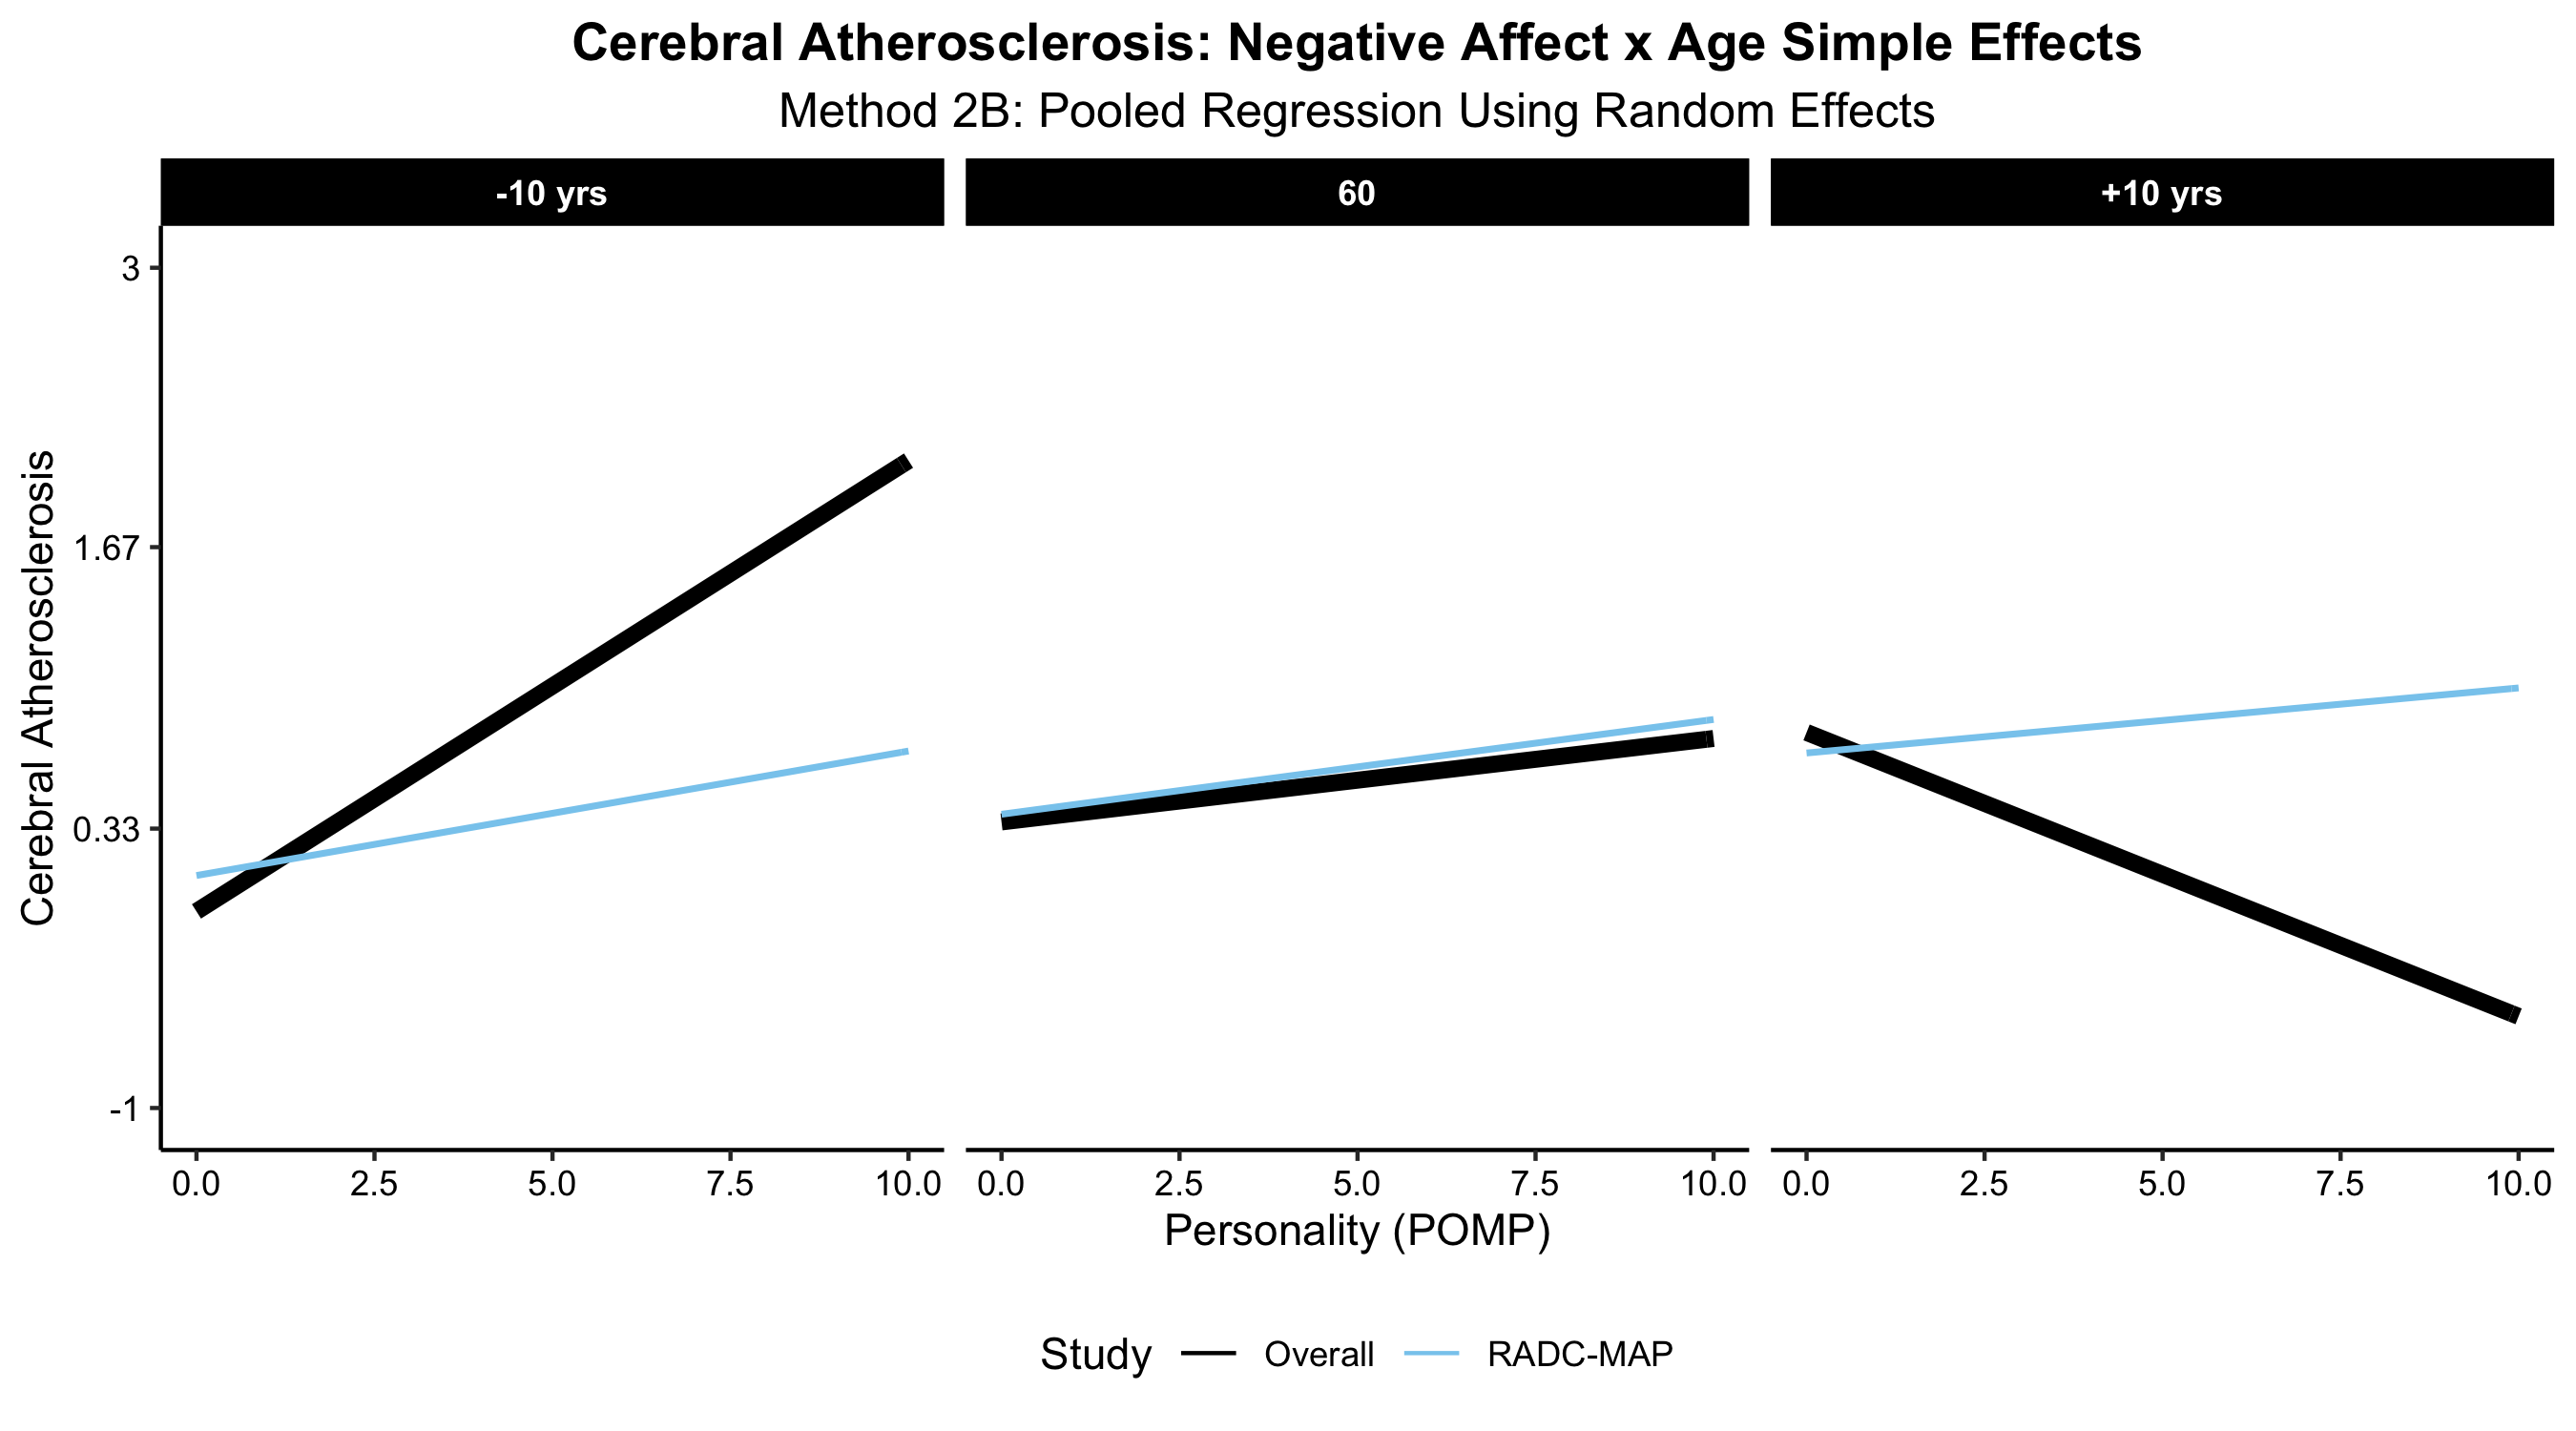 Cerebral Atherosclerosis: Negative Affect x Age Simple Effects
Method 2B: Pooled Regression Using Random Effects
-10 yrs
60
+10 yrs
Cerebral Atherosclerosis
3
1.67
0.33
-1
0.0 2.5 5.0 7.5 10.0
0.0 2.5 5.0 7.5 10.0
0.0 2.5 5.0 7.5 10.0
Personality (POMP)
Study Overall RADC-MAP